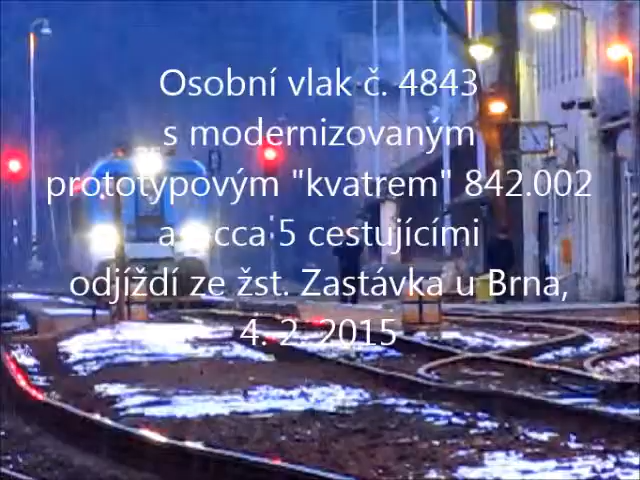 Osobní vlak č. 4843
s modernizovaným
prototypovým "kvatrem" 842.002
a cca 5 cestujícími
odjíždí ze žst. Zastávka u Brna,
4. 2. 2015